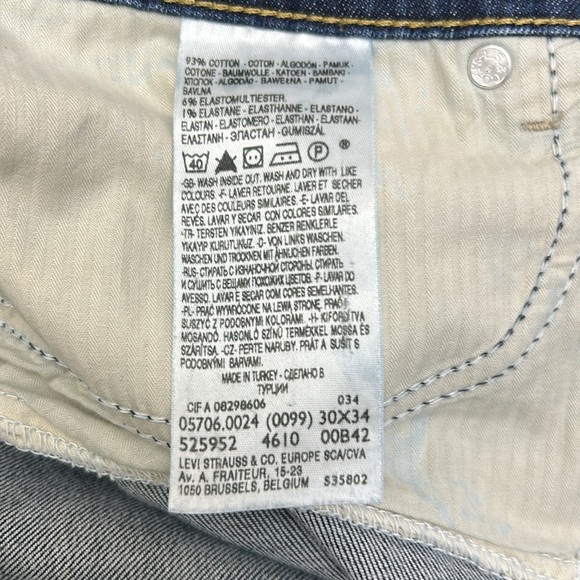 93% COTTON - COTON - ALGODÓN - PAMUK -
COTONE - BAUMWOLLE - KATOEN - BAMBAKI -
ХЛОПОК - ALGODÃO - BAWEŁNA - PAMUT -
BAVLNA
6% ELASTOMULTIESTER,
1% ELASTANE - ELASTHANNE - ELASTANO -
ELASTAN - ELASTOMERO - ELASTHAN - ELASTAAN-
ΕΛΑΣΤΑΝΗ - ЭЛАСТАН - GUMISZÁL
40 P ®
-GB- WASH INSIDE OUT. WASH AND DRY WITH LIKE
COLOURS. -F- LAVER RETOURNE. LAVER ET SECHER
AVEC DES COULEURS SIMILAIRES. -E- LAVAR DEL
REVÉS. LAVAR Y SECAR CON COLORES SIMILARES.
-TR- TERSTEN YIKAYINIZ. BENZER RENKLERLE
YIKAYIP KURUTUNUZ. -D- VON LINKS WASCHEN.
WASCHEN UND TROCKNEN MIT ÄHNLICHEN FARBEN.
-RUS- СТИРАТЬ С ИЗНАНОЧНОЙ СТОРОНЫ. СТИРАТЬ
И СУШИТЬ С ВЕЩАМИ ПОХОЖИХ ЦВЕТОВ. -P- LAVAR DO
AVESSO. LAVAR E SECAR COM CORES SEMELHANTES.
-PL- PRAĆ WYWRÓCONE NA LEWĄ STRONĘ, PRAĆ I
SUSZYĆ Z PODOBNYMI KOLORAMI. -H- KIFORDÍTVA
MOSANDÓ. HASONLÓ SZÍNŰ TERMÉKKEL MOSSA ÉS
SZÁRÍTSA. -CZ- PERTE NARUBY. PRÁT A SUŠIT S
PODOBNÝMI BARVAMI.
MADE IN TURKEY - СДЕЛАНО В
ТУРЦИИ
CIF A 08298606 034
05706.0024 (0099) 30X34
525952 4610 00B42
LEVI STRAUSS & CO. EUROPE SCA/CVA
Av. A. FRAITEUR, 15-23
1050 BRUSSELS, BELGIUM S35802